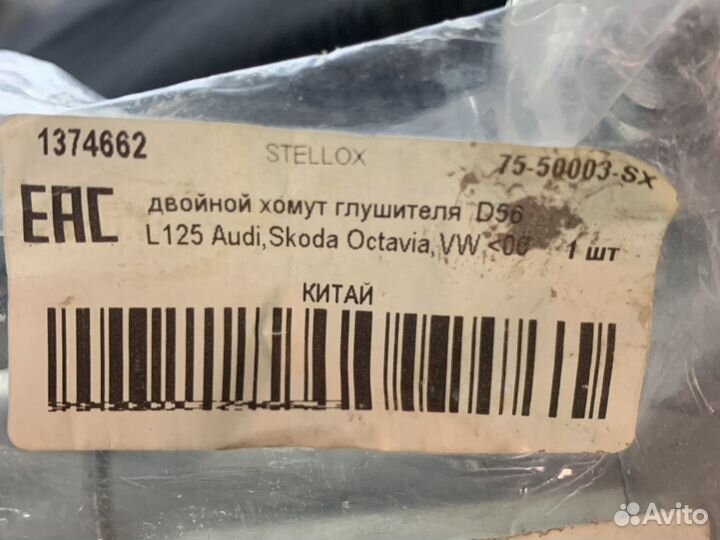 1374662 STELLOX 75-50003-SX
EAC двойной хомут глушителя D56
L125 Audi,Skoda Octavia,VW <06 1 шт
КИТАЙ
Avito